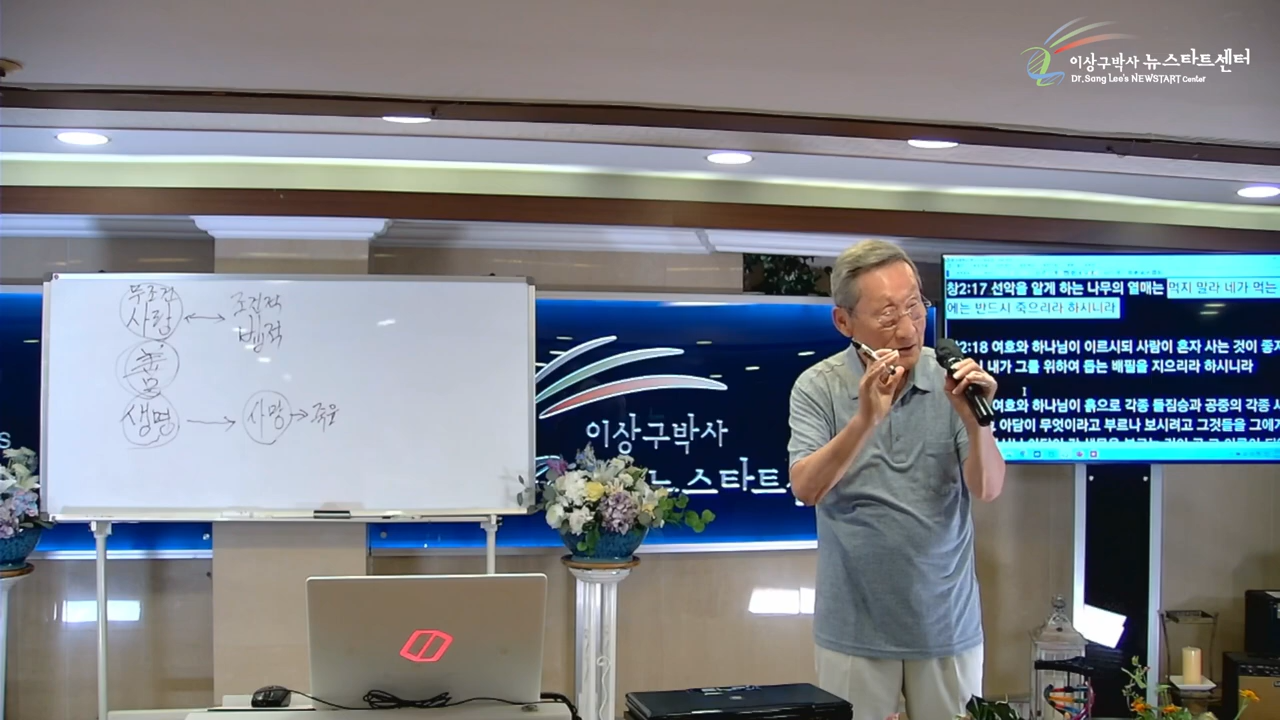 이상구박사 뉴스타트센터
Dr.Sang Lee's NEWSTART Center
무조건 조건적
사랑
생명 사망
이상구박사
뉴스타트
창2:17 선악을 알게 하는 나무의 열매는 먹지 말라 네가 먹는
에는 반드시 죽으리라 하시니라
2:18 여호와 하나님이 이르시되 사람이 혼자 사는 것이 좋지
내가 그를 위하여 돕는 배필을 지으리라 하시니라
여호와 하나님이 흙으로 각종 들짐승과 공중의 각종 새
아담이 무엇이라고 부르나 보시려고 그것들을 그에게